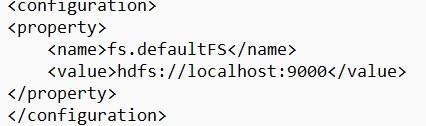 <configuration>
<property>
    <name>fs.defaultFS</name>
    <value>hdfs://localhost:9000</value>
</property>
</configuration>